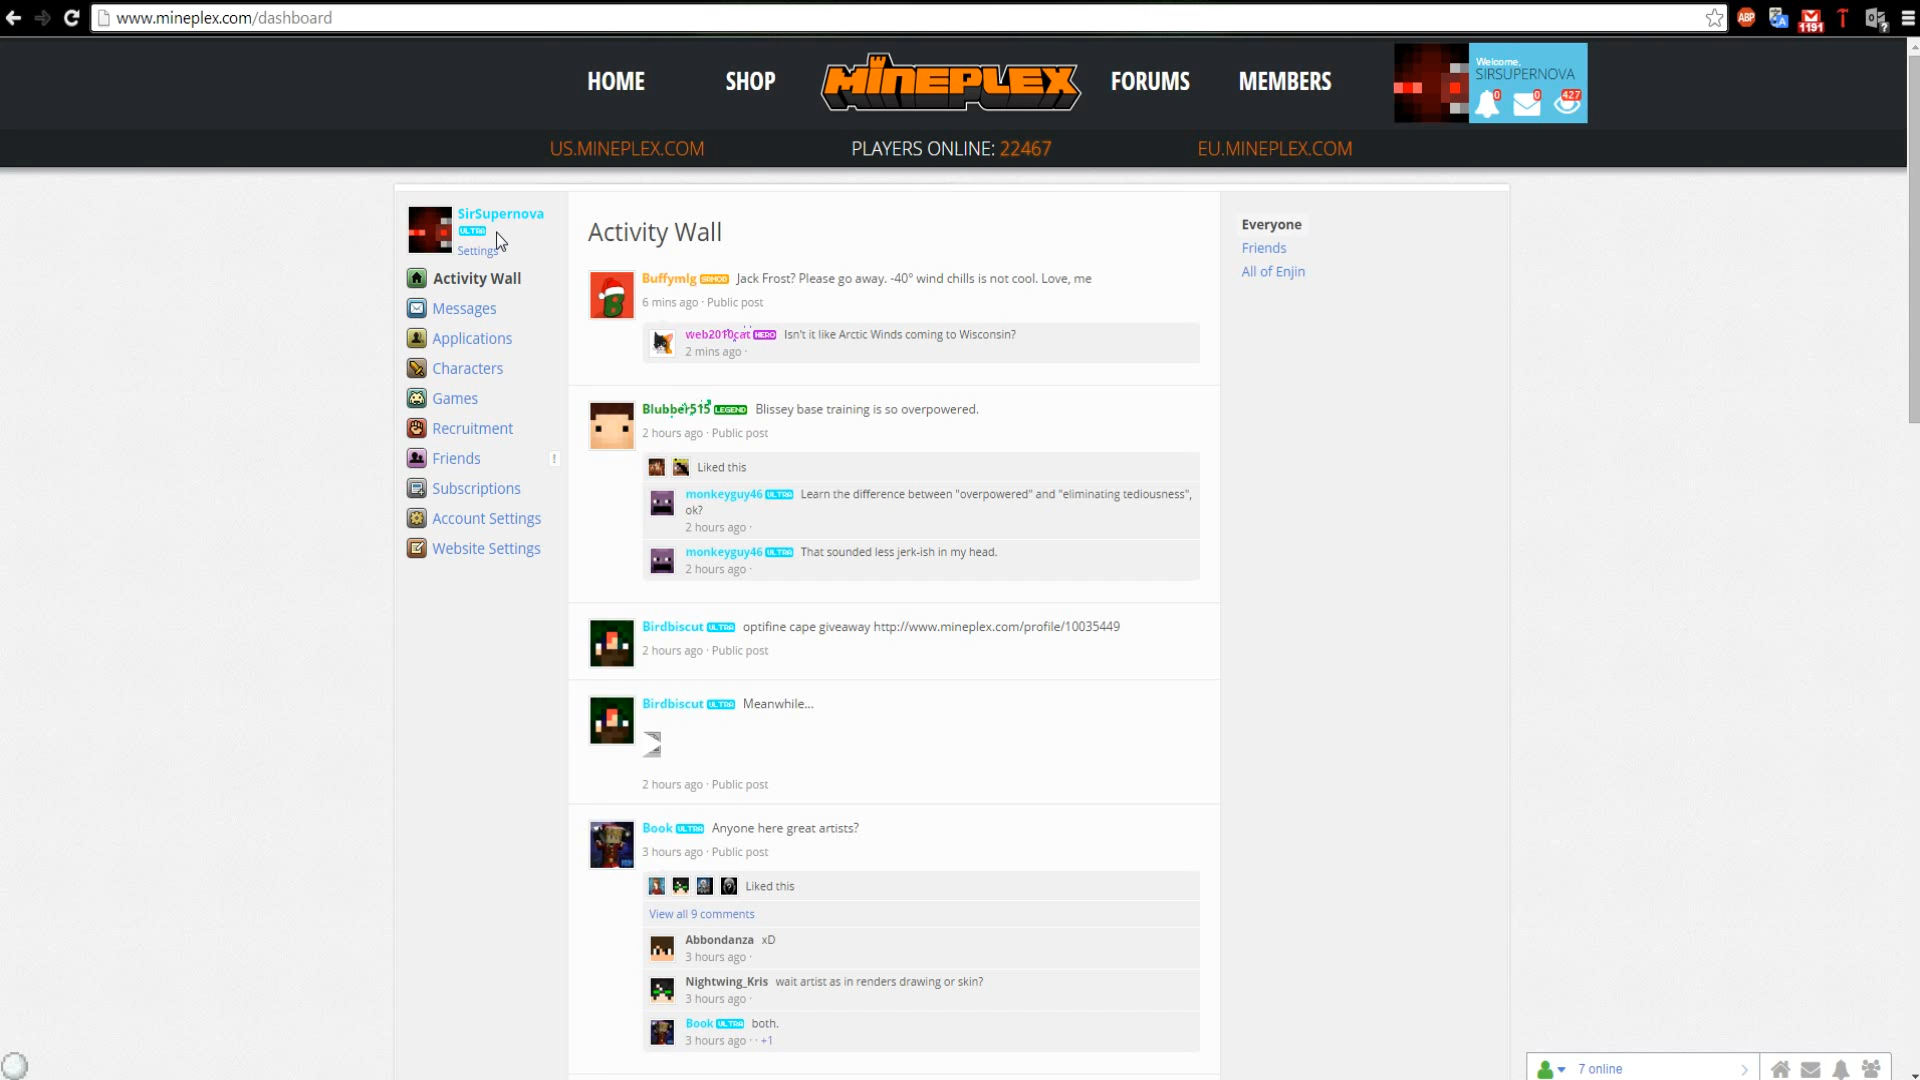 www.mineplex.com/dashboard
ABP
1191
HOME
SHOP
MINEPLEX
FORUMS
MEMBERS
Welcome,
SIRSUPERNOVA
0
0
427
US.MINEPLEX.COM
PLAYERS ONLINE: 22467
EU.MINEPLEX.COM
SirSupernova
ULTRA
Settings
Activity Wall
Messages
Applications
Characters
Games
Recruitment
Friends
!
Subscriptions
Account Settings
Website Settings
Activity Wall
Buffymlg SRMOD Jack Frost? Please go away. -40° wind chills is not cool. Love, me
6 mins ago · Public post
web2010cat HERO Isn't it like Arctic Winds coming to Wisconsin?
2 mins ago ·
Blubber515 LEGEND Blissey base training is so overpowered.
2 hours ago · Public post
Liked this
monkeyguy46 ULTRA Learn the difference between "overpowered" and "eliminating tediousness",
ok?
2 hours ago ·
monkeyguy46 ULTRA That sounded less jerk-ish in my head.
2 hours ago ·
Birdbiscut ULTRA optifine cape giveaway http://www.mineplex.com/profile/10035449
2 hours ago · Public post
Birdbiscut ULTRA Meanwhile...
2 hours ago · Public post
Book ULTRA Anyone here great artists?
3 hours ago · Public post
Liked this
View all 9 comments
Abbondanza xD
3 hours ago ·
Nightwing_Kris wait artist as in renders drawing or skin?
3 hours ago ·
Book ULTRA both.
3 hours ago · · +1
Everyone
Friends
All of Enjin
7 online